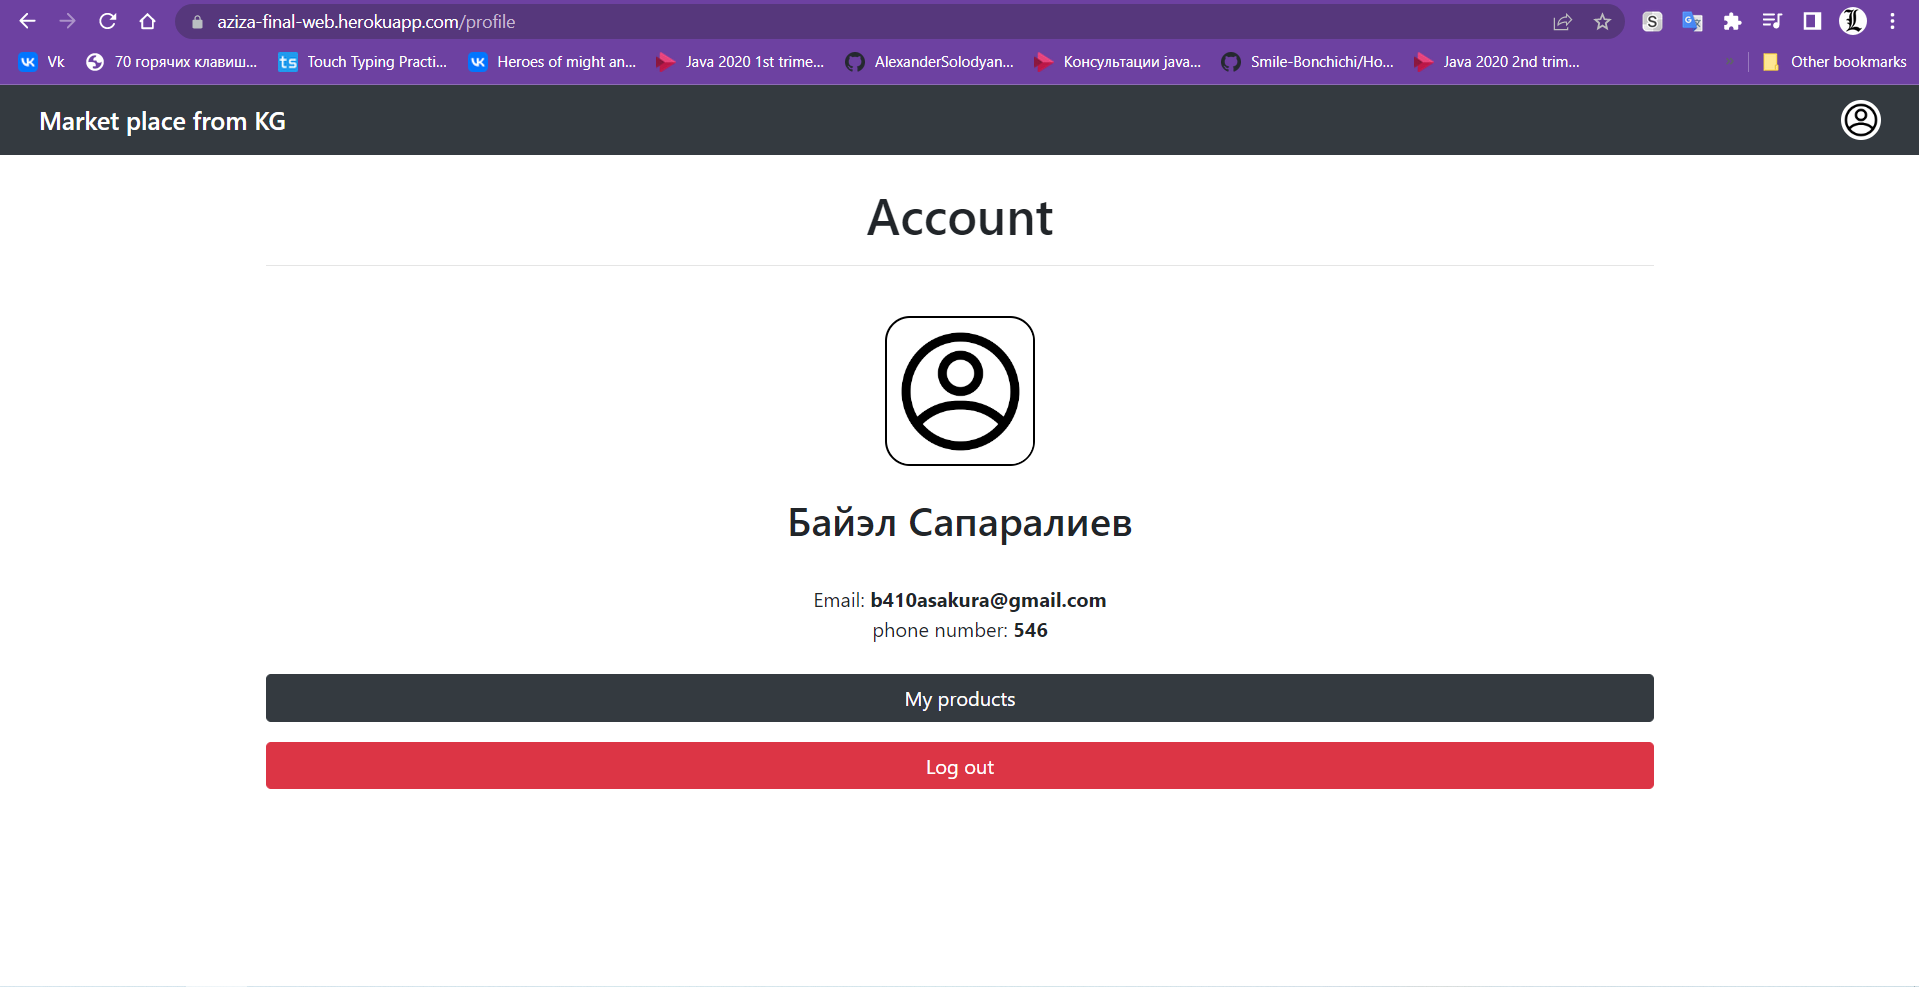 aziza-final-web.herokuapp.com/profile
Vk 70 горячих клавиш... Touch Typing Practi... Heroes of might an... Java 2020 1st trime... AlexanderSolodyan... Консультации java... Smile-Bonchichi/Ho... Java 2020 2nd trim... » Other bookmarks
Market place from KG
Account
Байэл Сапаралиев
Email: b410asakura@gmail.com
phone number: 546
My products
Log out